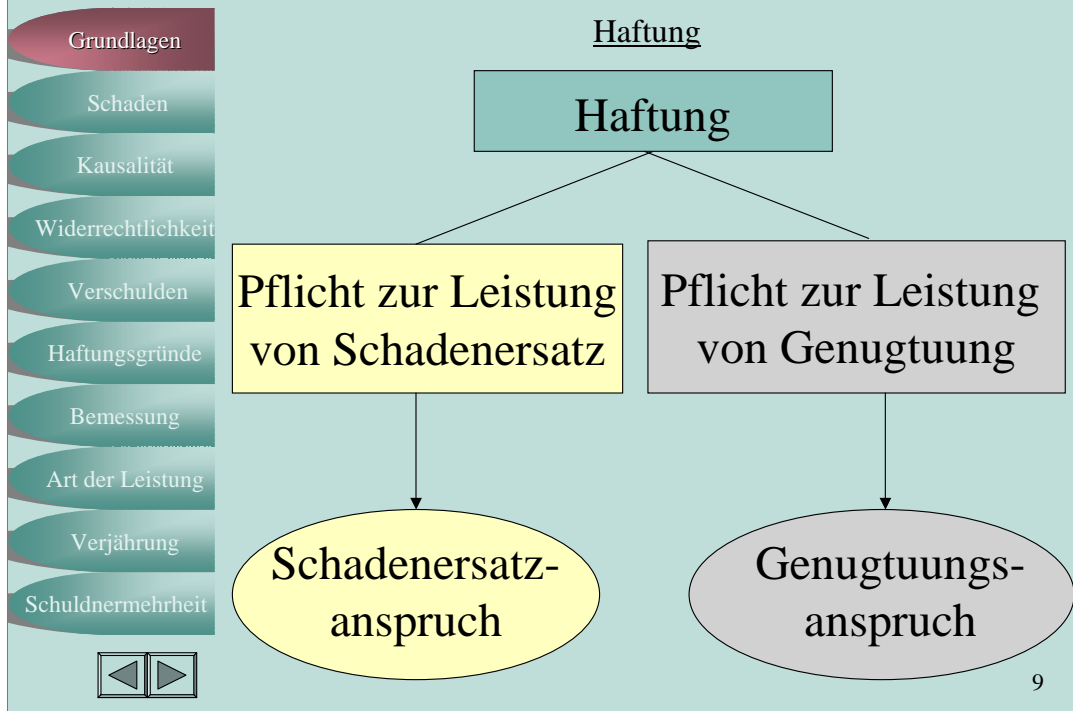 Grundlagen
Schaden
Kausalität
Widerrechtlichkeit
Verschulden
Haftungsgründe
Bemessung
Art der Leistung
Verjährung
Schuldnermehrheit
Haftung
Haftung
Pflicht zur Leistung
von Schadenersatz
Pflicht zur Leistung
von Genugtuung
Schadenersatz-
anspruch
Genugtuungs-
anspruch
9